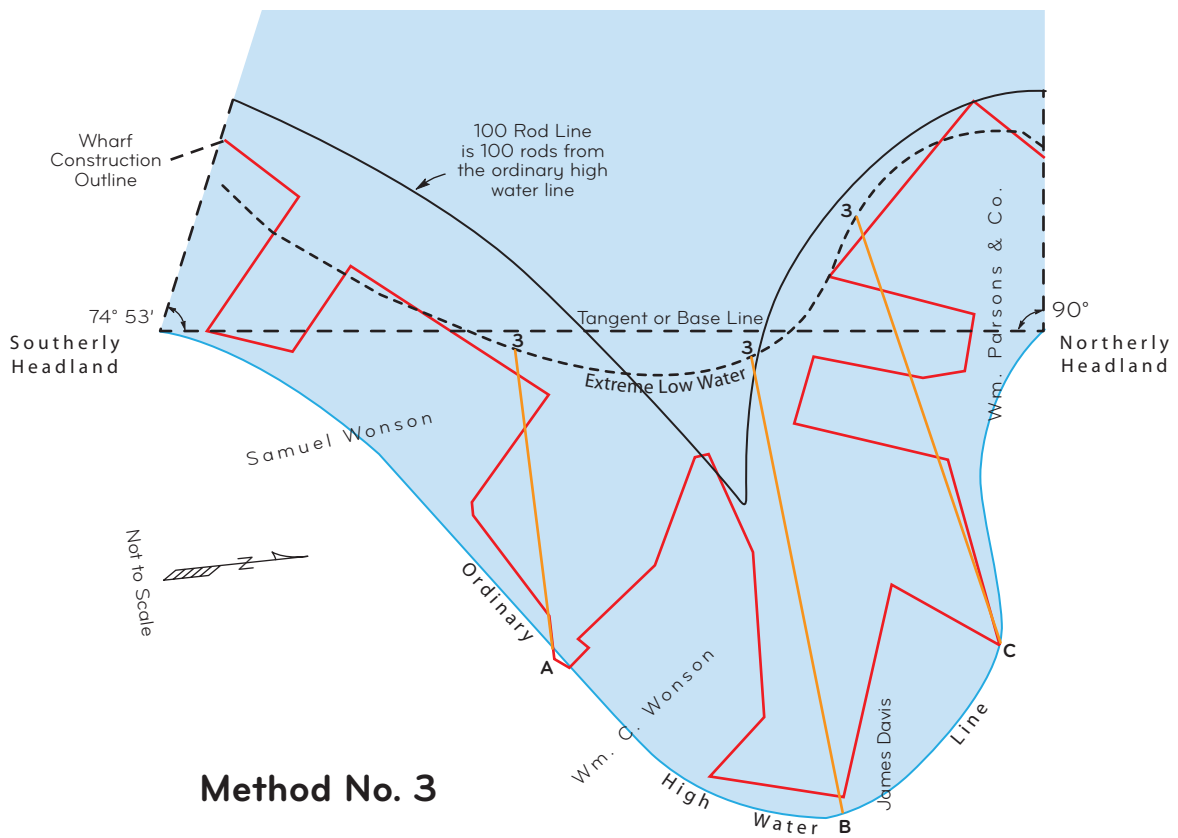 Wharf
Construction
Outline
100 Rod Line
is 100 rods from
the ordinary high
water line
3
Wm. Parsons & Co.
74° 53'
Tangent or Base Line
90°
Southerly
Headland
Northerly
Headland
3
3
Extreme Low Water
Samuel Wonson
Not to Scale
N
Ordinary
A
C
Wm. C. Wonson
James Davis
Line
Method No. 3
High
Water
B